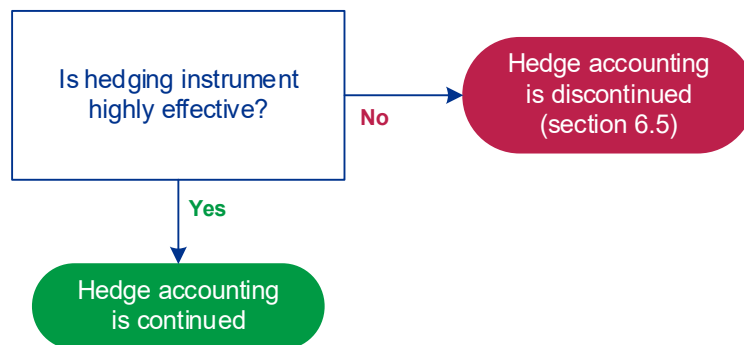 Is hedging instrument
highly effective?
No
Hedge accounting
is discontinued
(section 6.5)
Yes
Hedge accounting
is continued